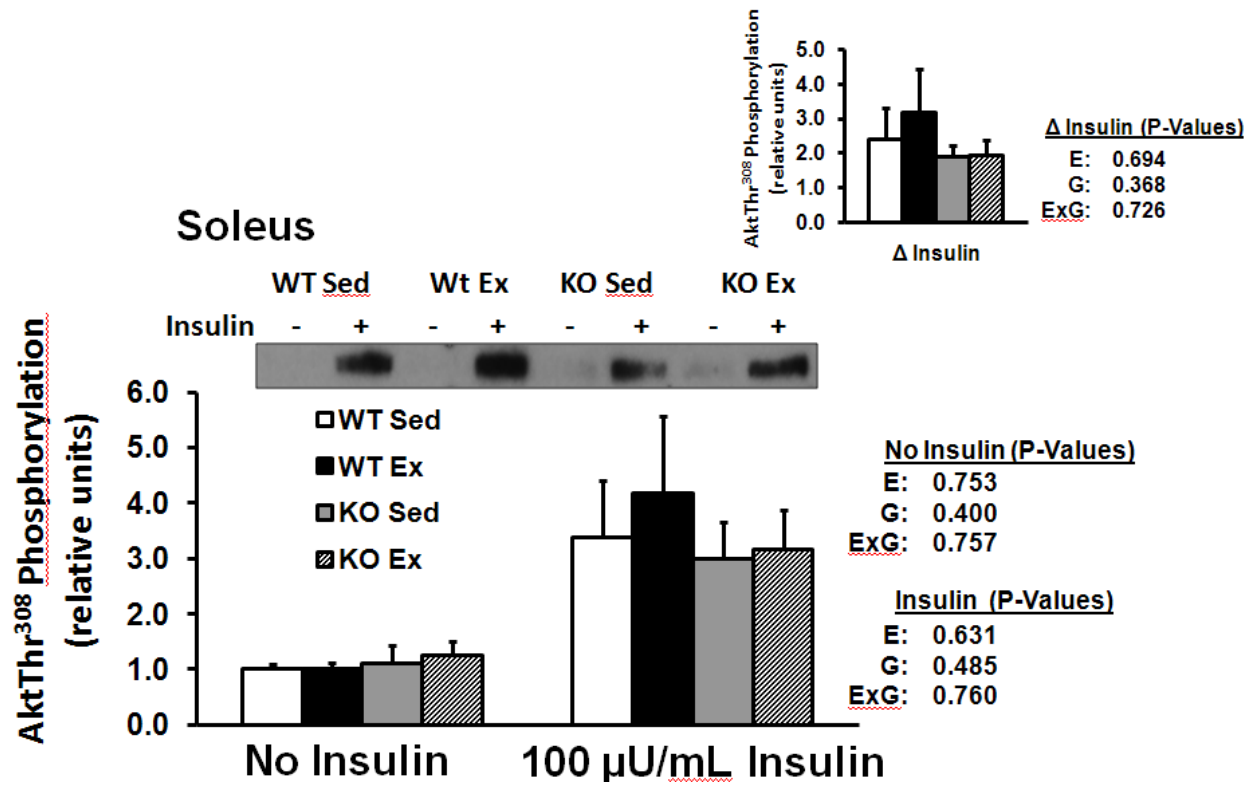 5.0
4.0
3.0
2.0
1.0
0.0
AktThr308 Phosphorylation
(relative units)
Δ Insulin
Δ Insulin (P-Values)
E: 0.694
G: 0.368
ExG: 0.726
Soleus
WT Sed Wt Ex KO Sed KO Ex
Insulin - + - + - + - +
AktThr308 Phosphorylation
(relative units)
6.0
5.0
4.0
3.0
2.0
1.0
0.0
WT Sed
WT Ex
KO Sed
KO Ex
No Insulin (P-Values)
E: 0.753
G: 0.400
ExG: 0.757
Insulin (P-Values)
E: 0.631
G: 0.485
ExG: 0.760
No Insulin 100 µU/mL Insulin